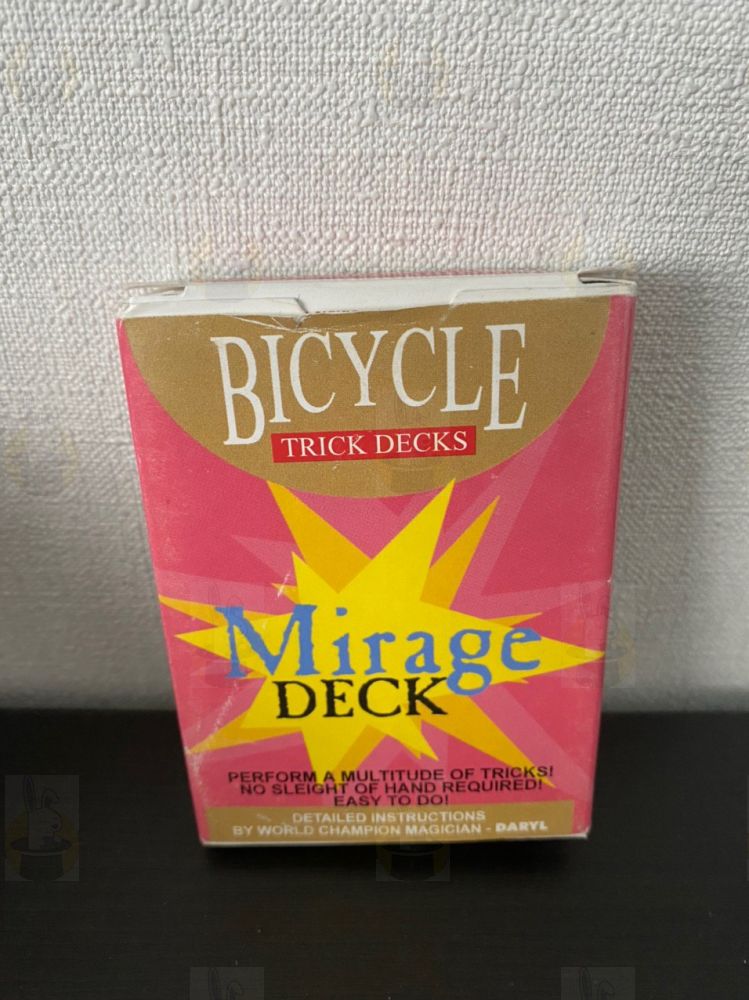 BICYCLE
TRICK DECKS
Mirage
DECK
PERFORM A MULTITUDE OF TRICKS!
NO SLEIGHT OF HAND REQUIRED!
EASY TO DO!
DETAILED INSTRUCTIONS
BY WORLD CHAMPION MAGICIAN - DARYL